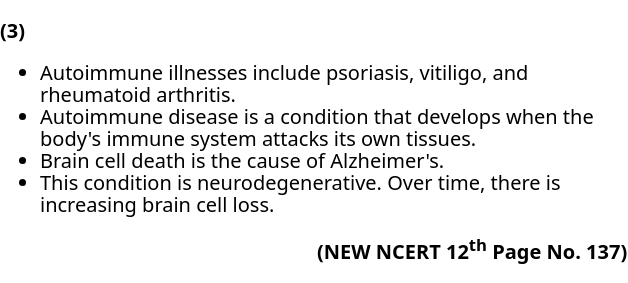 (3)
• Autoimmune illnesses include psoriasis, vitiligo, and
rheumatoid arthritis.
• Autoimmune disease is a condition that develops when the
body's immune system attacks its own tissues.
• Brain cell death is the cause of Alzheimer's.
• This condition is neurodegenerative. Over time, there is
increasing brain cell loss.
(NEW NCERT 12th Page No. 137)